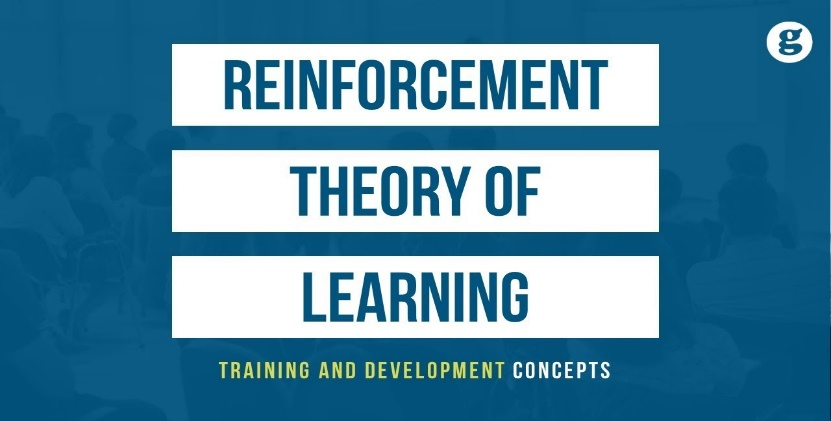 g
REINFORCEMENT
THEORY OF
LEARNING
TRAINING AND DEVELOPMENT CONCEPTS